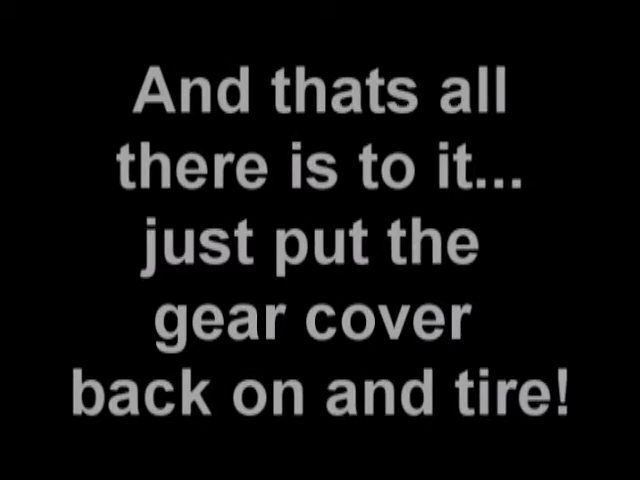 And thats all
there is to it...
just put the
gear cover
back on and tire!